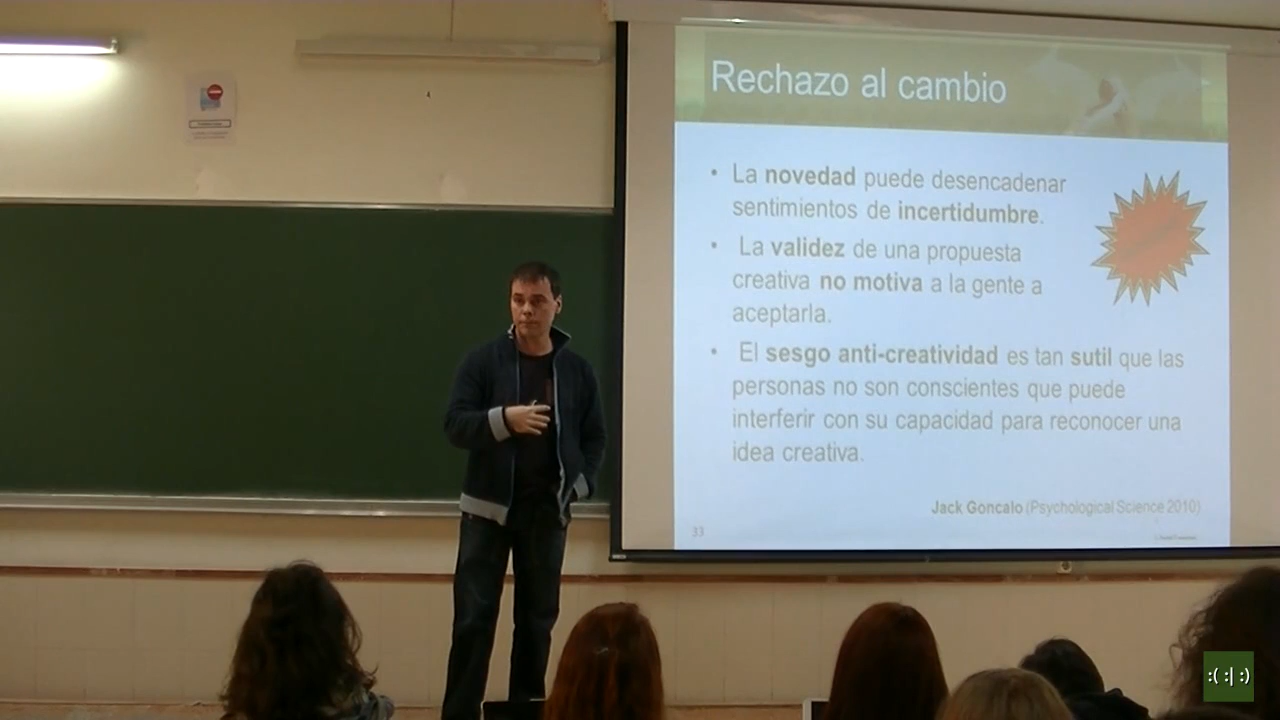 Rechazo al cambio
• La novedad puede desencadenar
sentimientos de incertidumbre.
• La validez de una propuesta
creativa no motiva a la gente a
aceptarla.
• El sesgo anti-creatividad es tan sutil que las
personas no son conscientes que puede
interferir con su capacidad para reconocer una
idea creativa.
Jack Goncalo (Psychological Science 2010)
33
:( :| :)